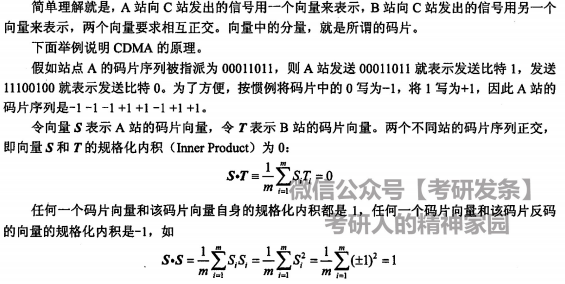 简单理解就是，A 站向 C 站发出的信号用一个向量来表示，B 站向 C 站发出的信号用另一个
向量来表示，两个向量要求相互正交。向量中的分量，就是所谓的码片。
下面举例说明 CDMA 的原理。
假如站点 A 的码片序列被指派为 00011011，则 A 站发送 00011011 就表示发送比特 1，发送
11100100 就表示发送比特 0。为了方便，按惯例将码片中的 0 写为−1，将 1 写为+1，因此 A 站的
码片序列是−1 −1 −1 +1 +1 −1 +1 +1。
令向量 S 表示 A 站的码片向量，令 T 表示 B 站的码片向量。两个不同站的码片序列正交，
即向量 S 和 T 的规格化内积（Inner Product）为 0：
S•T ≡ 1/m ∑_{i=1}^{m} S_i T_i = 0
微信公众号【考研发条】
任何一个码片向量和该码片向量自身的规格化内积都是 1，任何一个码片向量和该码片反码
考研人的精神家园
的向量的规格化内积是−1，如
S•S = 1/m ∑_{i=1}^{m} S_i S_i = 1/m ∑_{i=1}^{m} S_i^2 = 1/m ∑_{i=1}^{m} (±1)^2 = 1